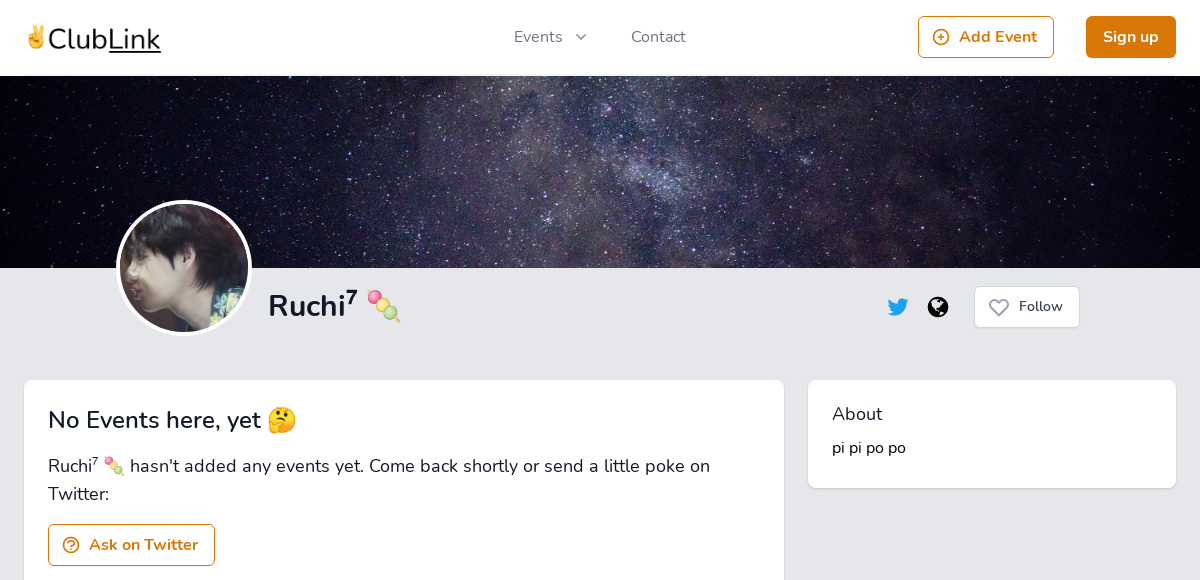 ✌️ClubLink
Events
Contact
Add Event
Sign up
Ruchi⁷ 🍡
Follow
No Events here, yet 🤔
Ruchi⁷ 🍡 hasn't added any events yet. Come back shortly or send a little poke on
Twitter:
Ask on Twitter
About
pi pi po po